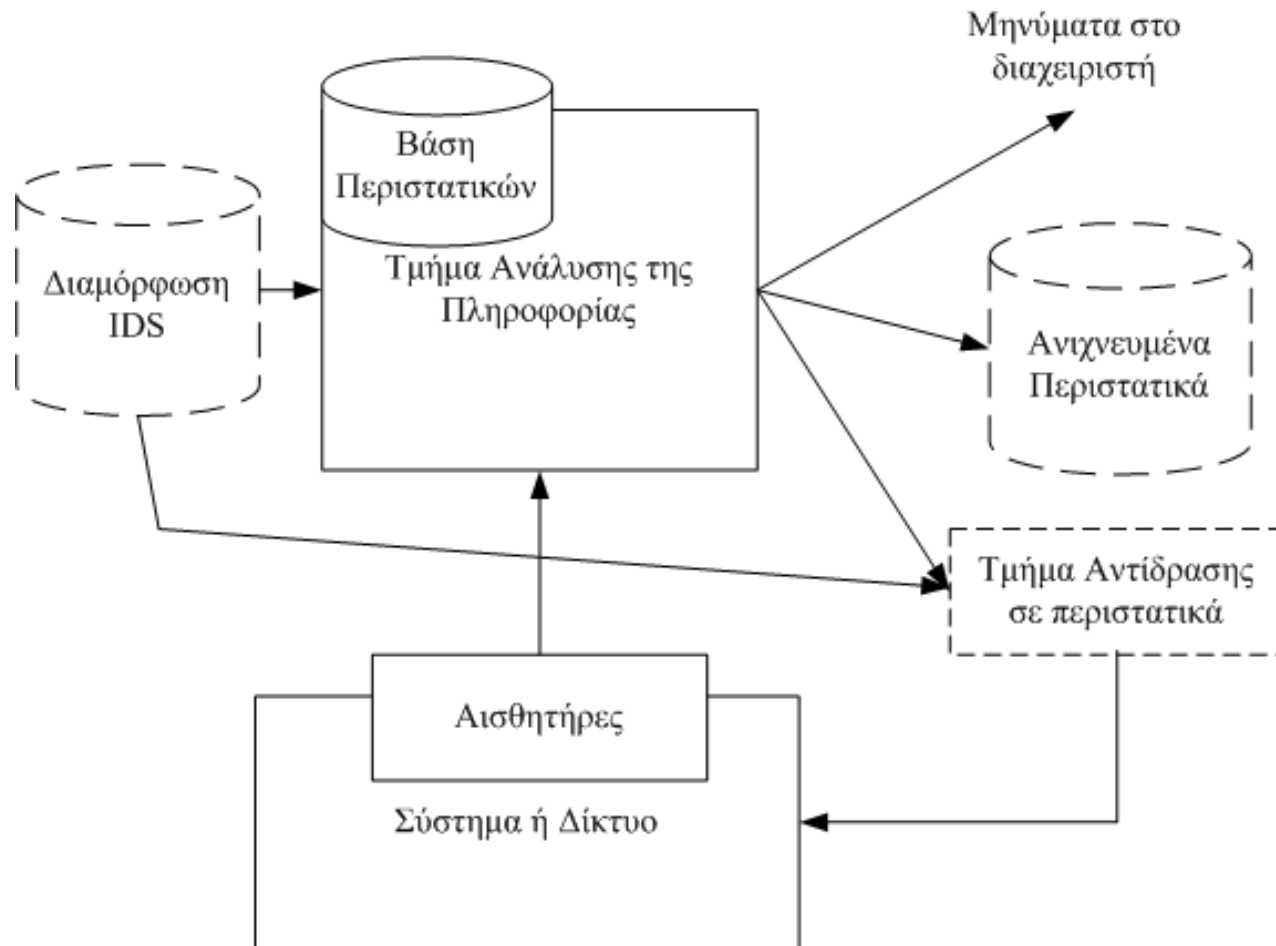 Μηνύματα στο
διαχειριστή
Βάση
Περιστατικών
Διαμόρφωση
IDS
Τμήμα Ανάλυσης της
Πληροφορίας
Ανιχνευμένα
Περιστατικά
Τμήμα Αντίδρασης
σε περιστατικά
Αισθητήρες
Σύστημα ή Δίκτυο